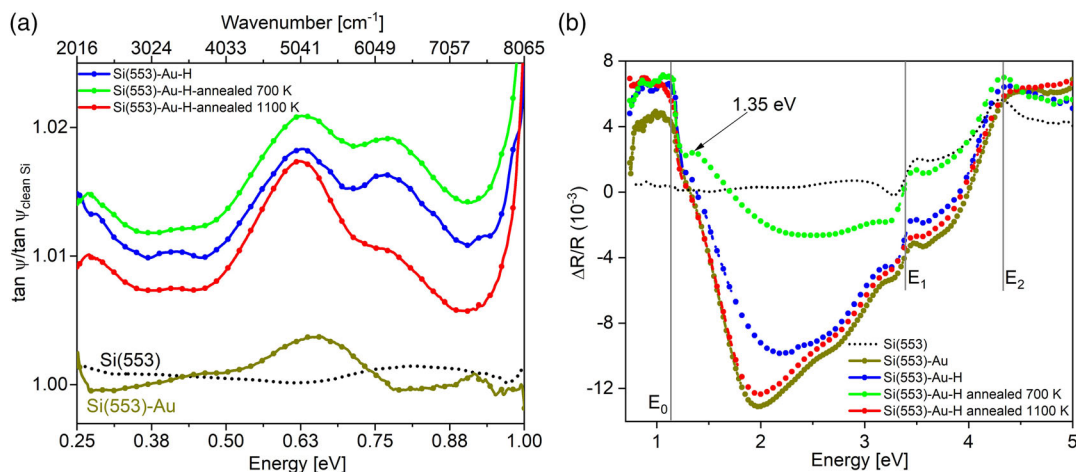 (a)
Wavenumber [cm⁻¹]
2016 3024 4033 5041 6049 7057 8065
Si(553)-Au-H
Si(553)-Au-H-annealed 700 K
Si(553)-Au-H-annealed 1100 K
tan ψ/tan ψclean Si
1.02
1.01
1.00
Si(553)
Si(553)-Au
0.25 0.38 0.50 0.63 0.75 0.88 1.00
Energy [eV]
(b)
8
4
0
-4
-8
-12
ΔR/R (10⁻³)
1.35 eV
E₀
E₁
E₂
Si(553)
Si(553)-Au
Si(553)-Au-H
Si(553)-Au-H annealed 700 K
Si(553)-Au-H annealed 1100 K
1 2 3 4 5
Energy [eV]